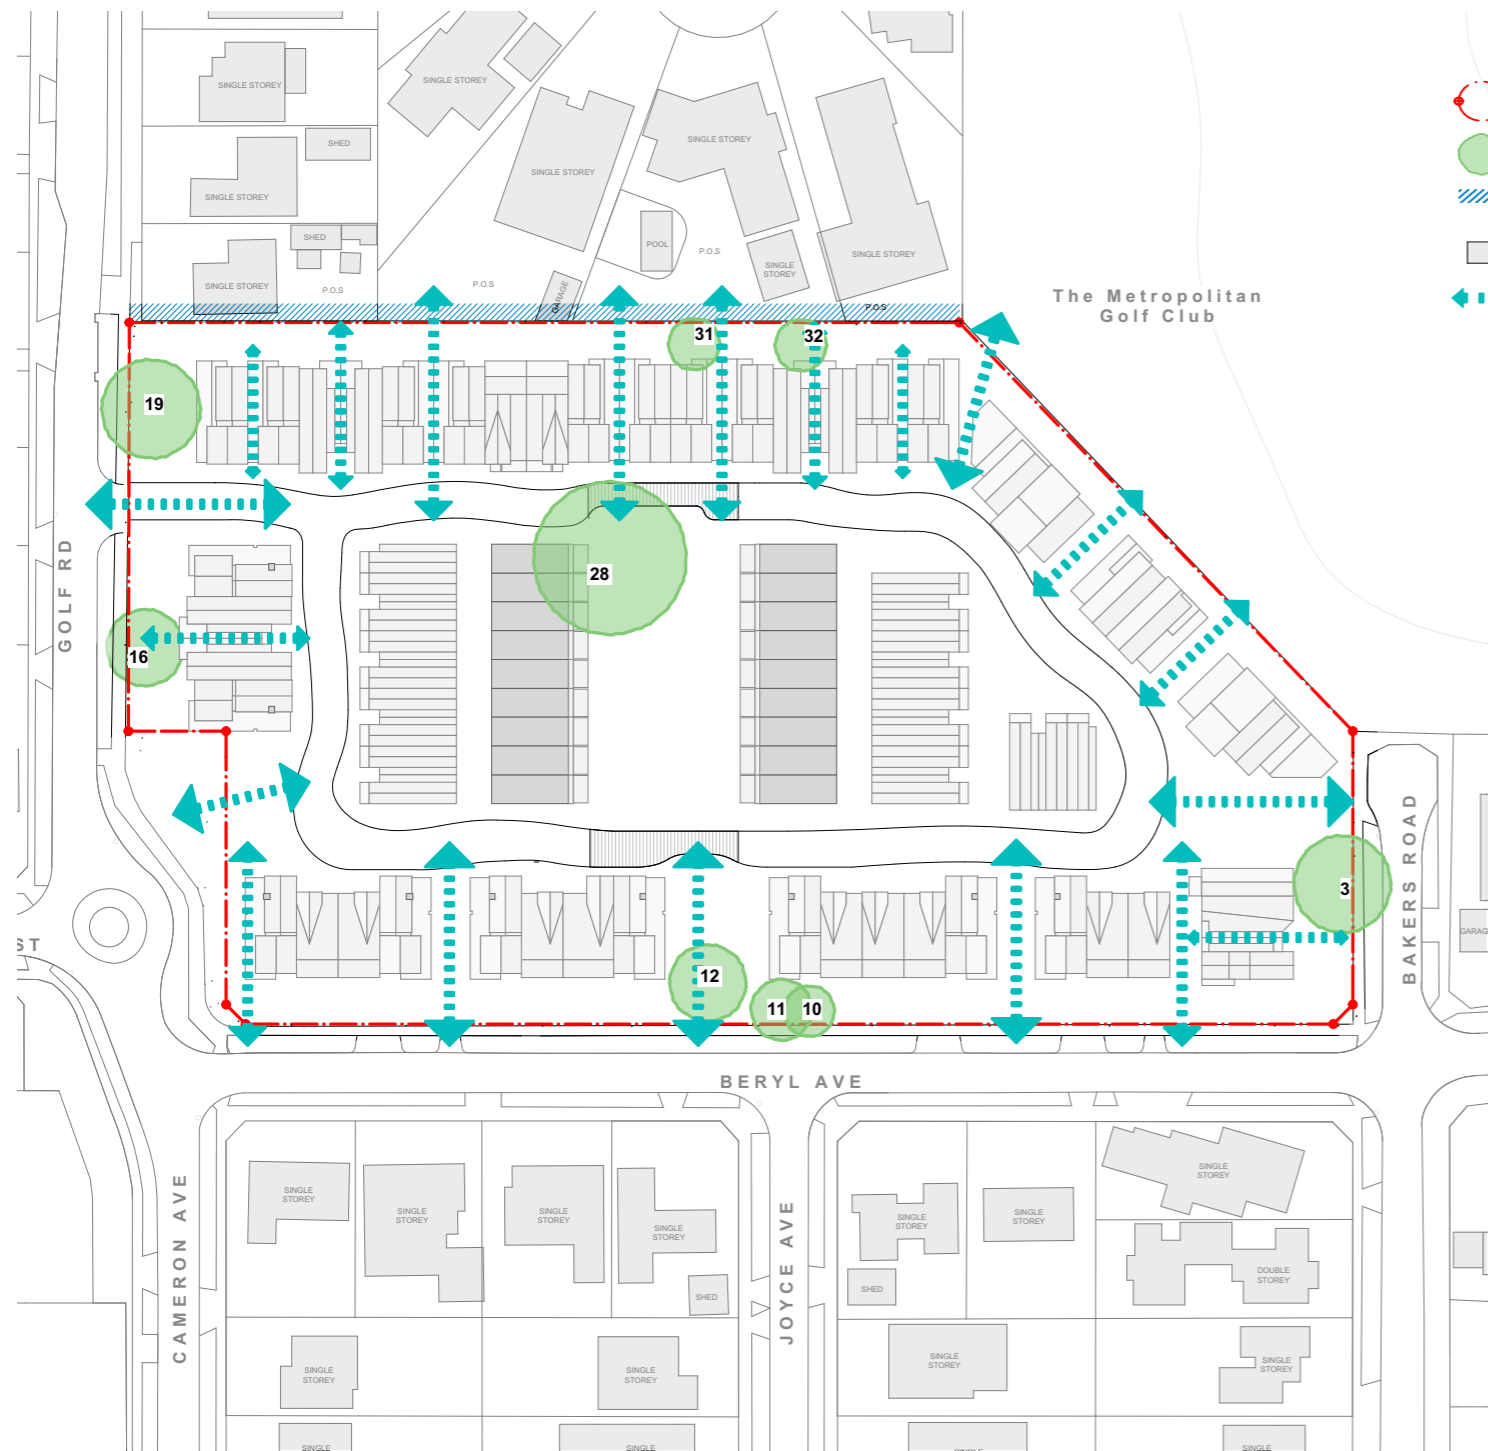 SINGLE STOREY
SINGLE STOREY
SHED
SINGLE STOREY
SINGLE STOREY
SINGLE STOREY
SINGLE STOREY
SHED
POOL
P.O.S
SINGLE
STOREY
SINGLE STOREY
SINGLE STOREY
P.O.S
P.O.S
GARAGE
P.O.S
The Metropolitan
Golf Club
31
32
19
28
GOLF RD
16
3
BAKERS ROAD
GARAG
ST
12
11
10
BERYL AVE
CAMERON AVE
JOYCE AVE
SINGLE
STOREY
SINGLE
STOREY
SINGLE
STOREY
SINGLE
STOREY
SHED
SINGLE
STOREY
SINGLE
STOREY
SHED
SINGLE
STOREY
DOUBLE
STOREY
SINGLE
STOREY
SINGLE
STOREY
SINGLE
STOREY
SINGLE
STOREY
SINGLE
SINGLE
SINGLE